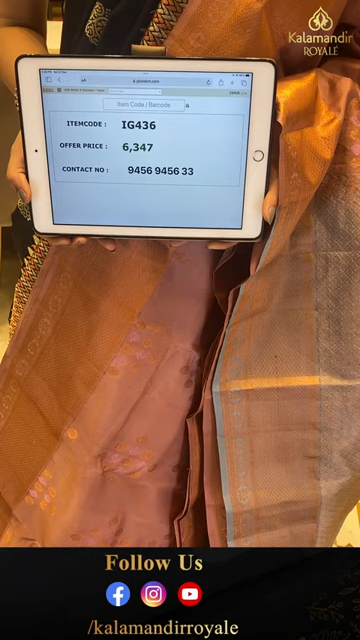 Kalamandir
ROYALE
Item Code / Barcode
ITEMCODE : IG436
OFFER PRICE : 6,347
CONTACT NO : 9456 9456 33
Follow Us
/kalamandirroyale